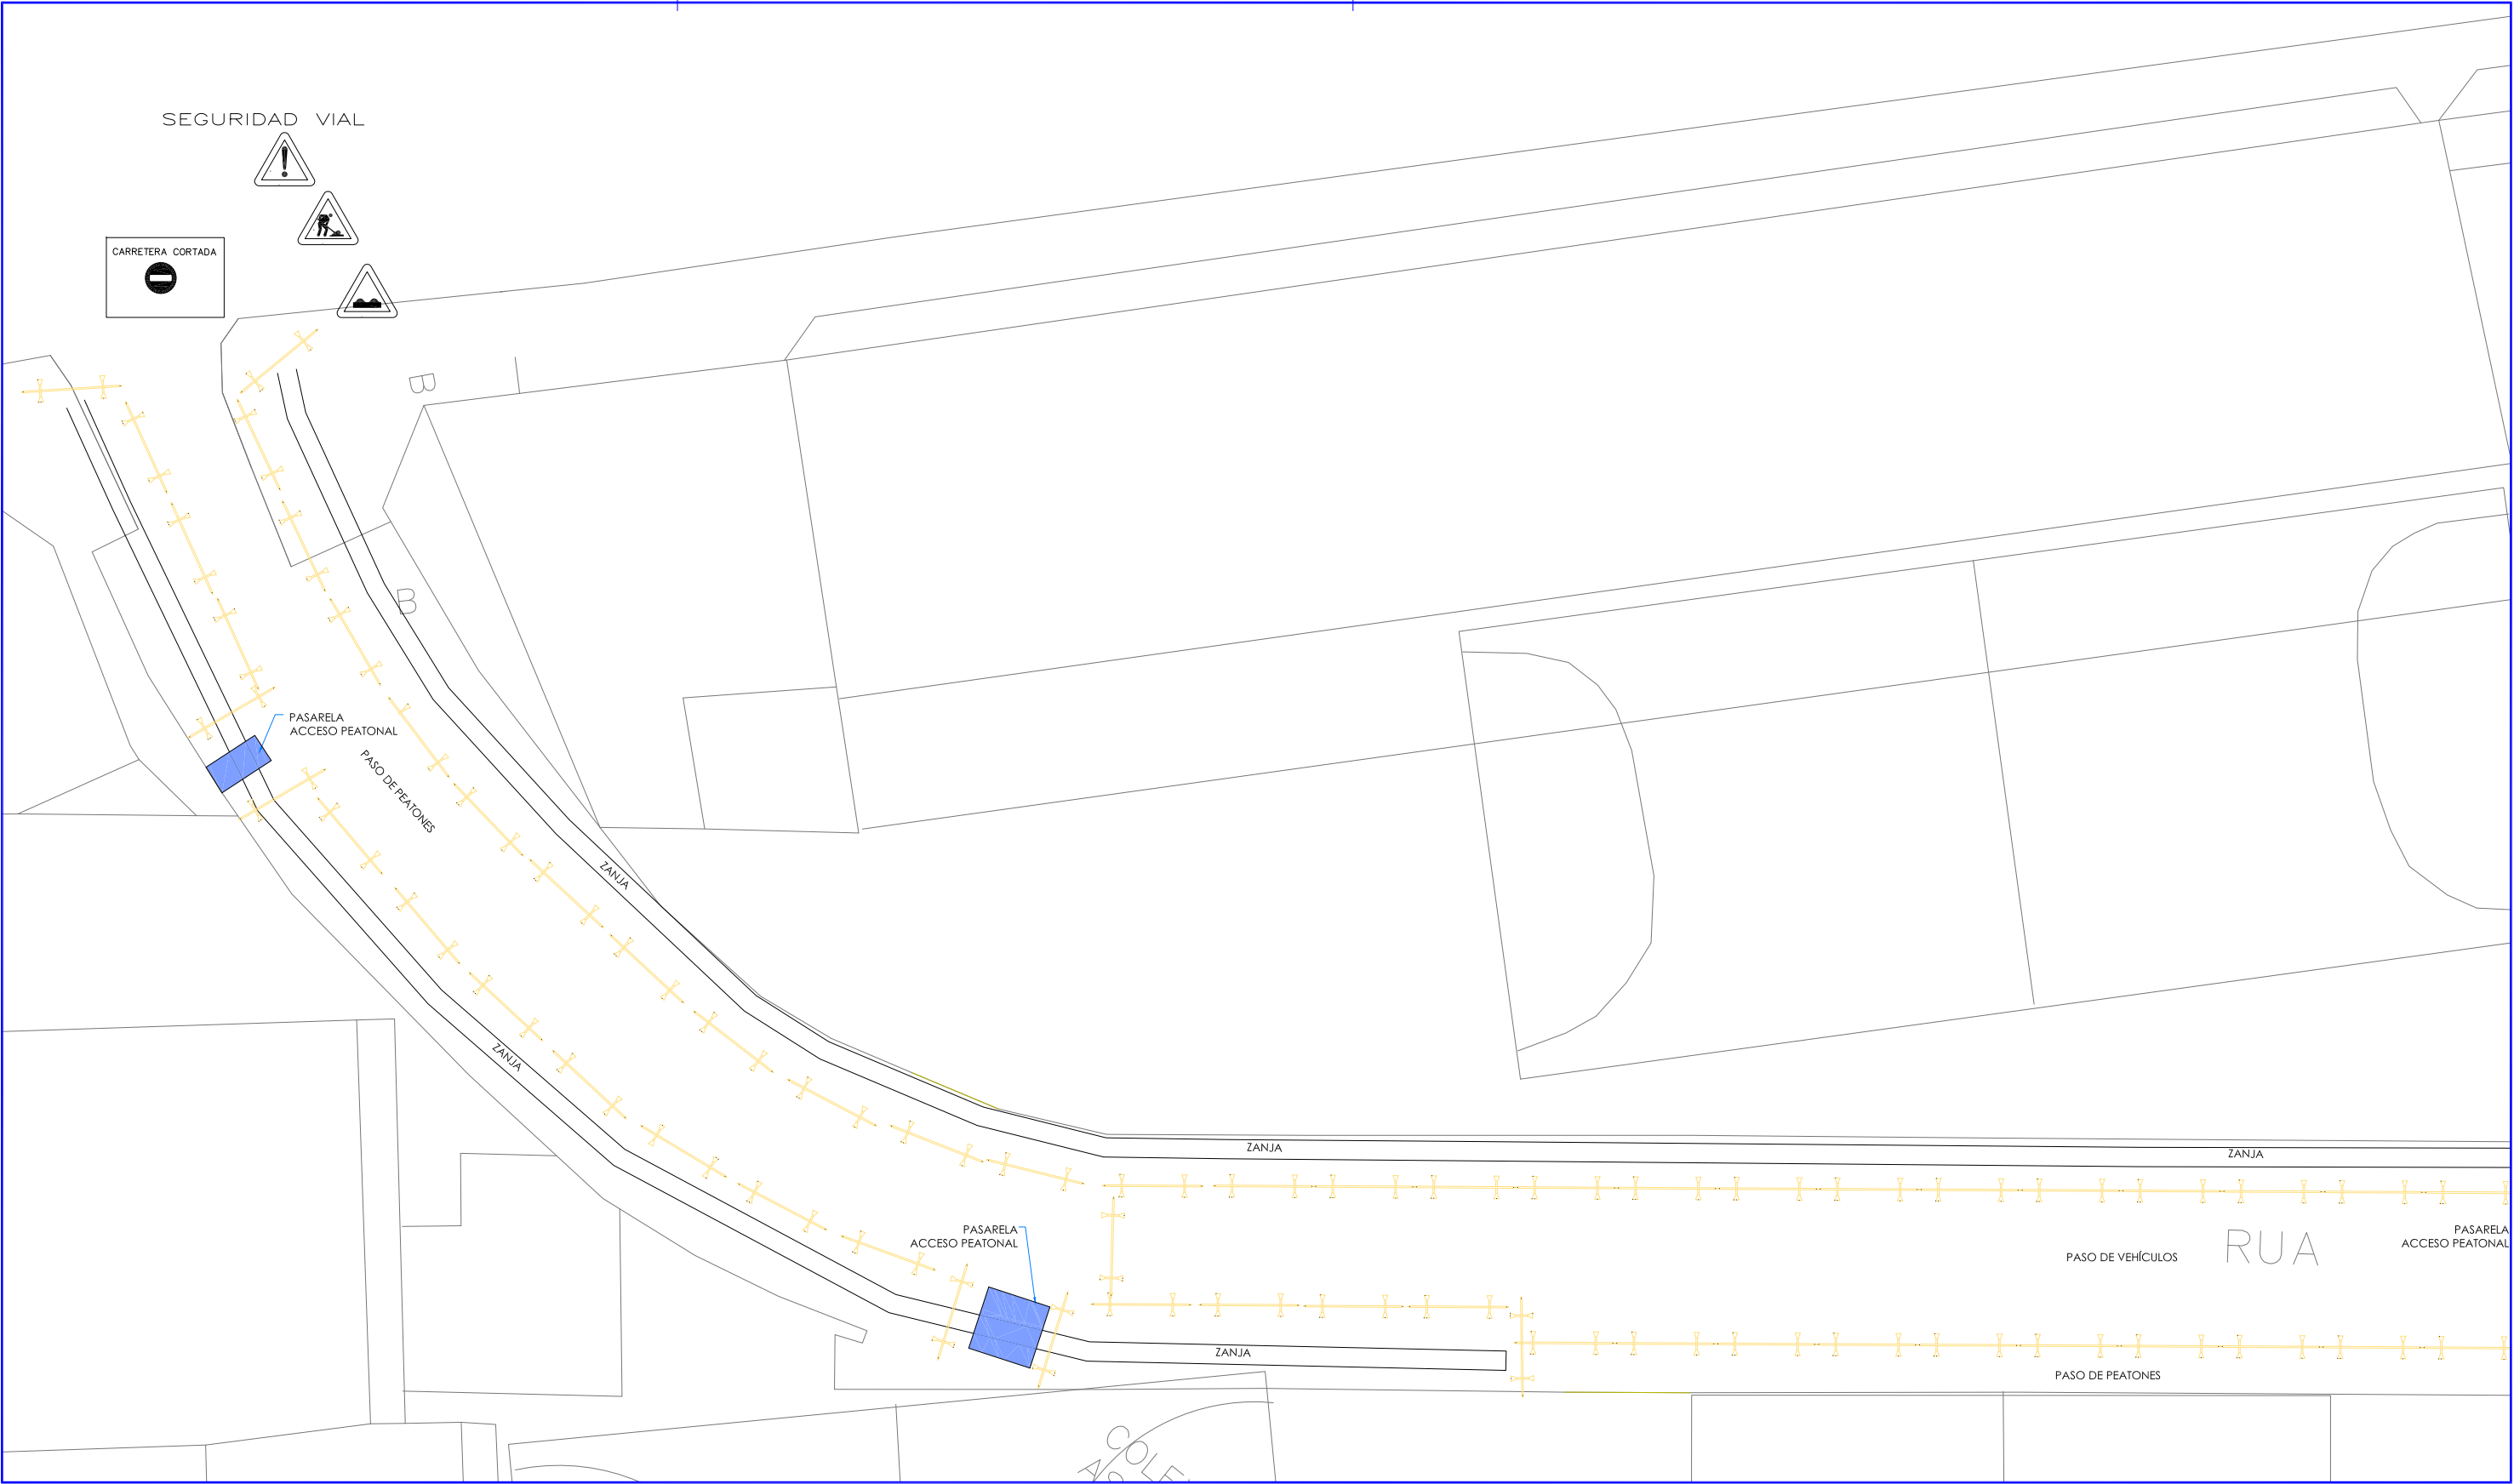 SEGURIDAD VIAL
CARRETERA CORTADA
B
B
PASARELA
ACCESO PEATONAL
PASO DE PEATONES
ZANJA
ZANJA
ZANJA
ZANJA
PASARELA
ACCESO PEATONAL
RUA
PASARELA
ACCESO PEATONAL
PASO DE VEHÍCULOS
ZANJA
PASO DE PEATONES